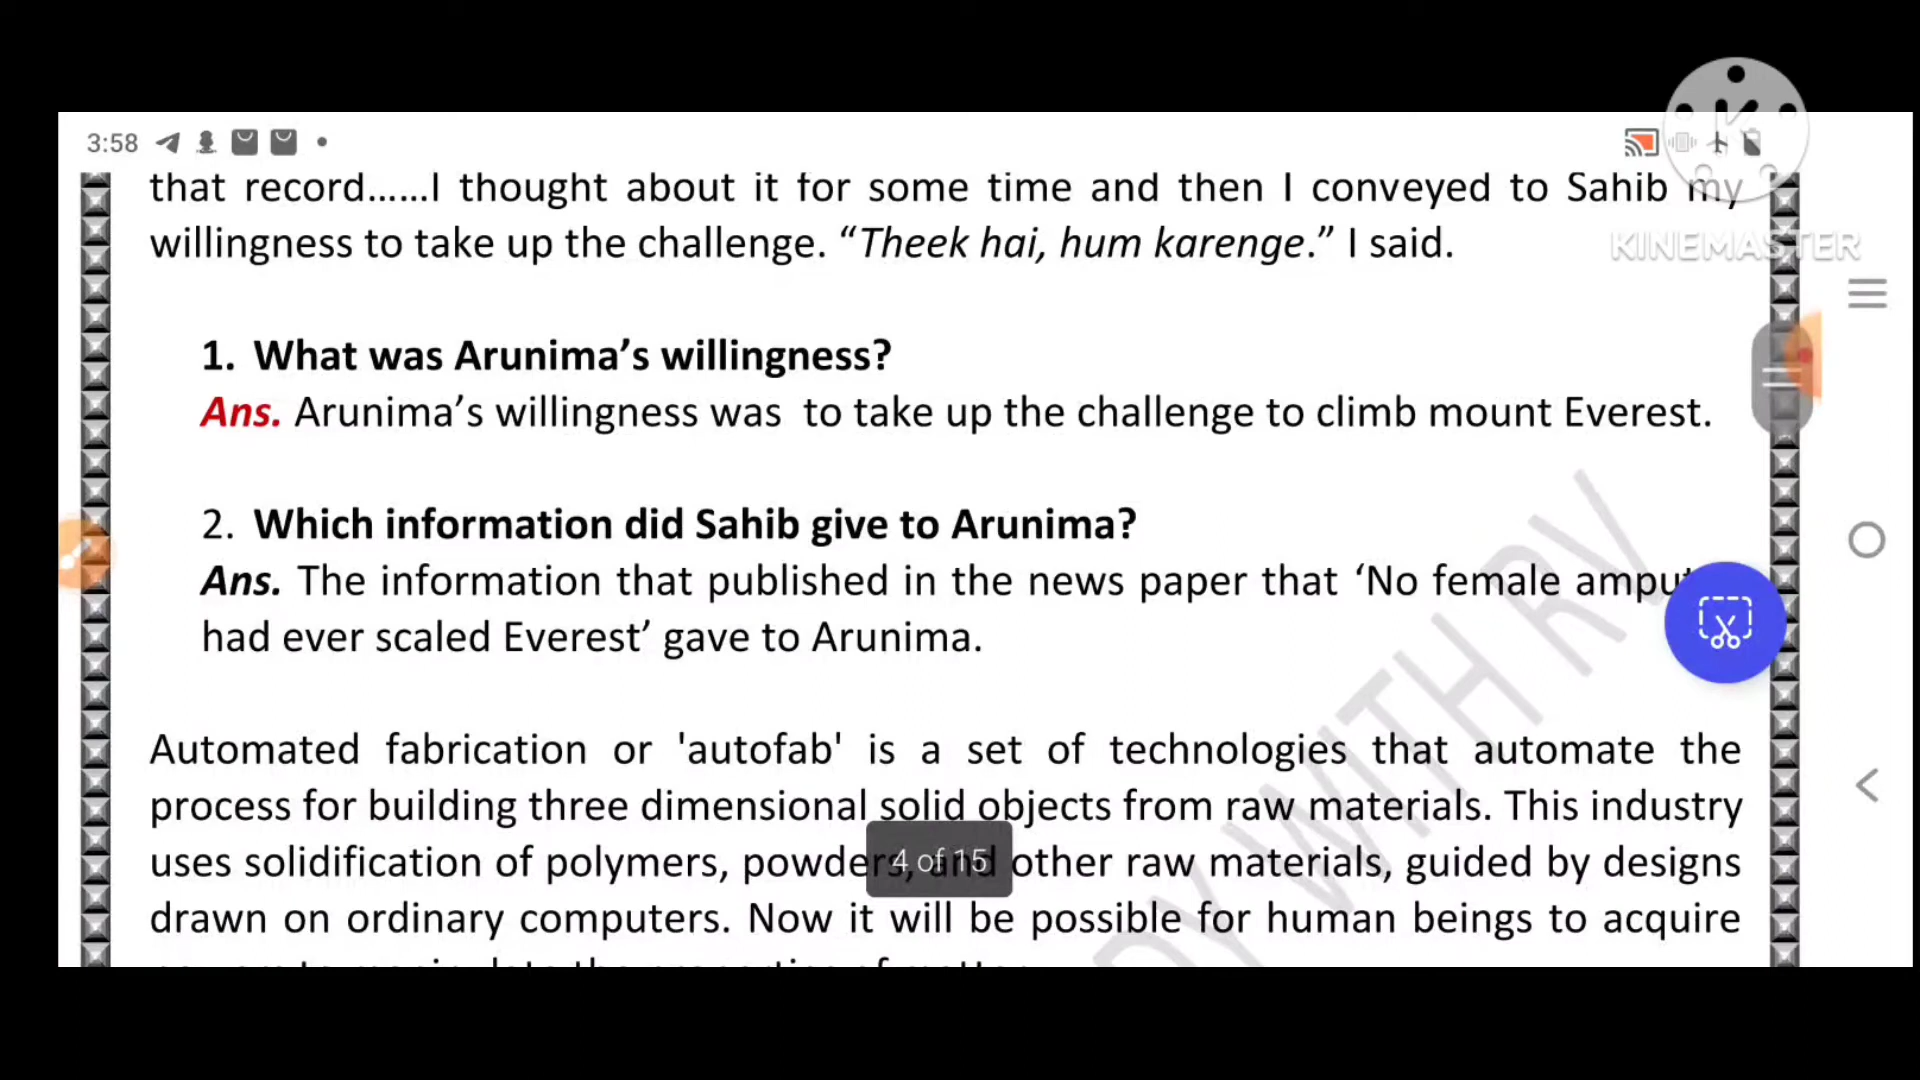 3:58
that record......I thought about it for some time and then I conveyed to Sahib my
willingness to take up the challenge. “Theek hai, hum karenge.” I said.
KINEMASTER
1. What was Arunima’s willingness?
Ans. Arunima’s willingness was to take up the challenge to climb mount Everest.
2. Which information did Sahib give to Arunima?
Ans. The information that published in the news paper that ‘No female
had ever scaled Everest’ gave to Arunima.
Automated fabrication or 'autofab' is a set of technologies that automate the
process for building three dimensional solid objects from raw materials. This industry
uses solidification of polymers, powders, and other raw materials, guided by designs
4 of 15
drawn on ordinary computers. Now it will be possible for human beings to acquire
WITH RV